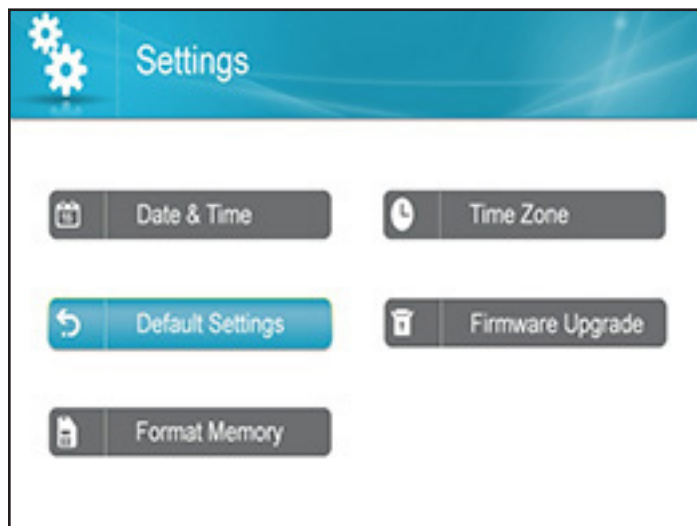 Settings
Date & Time
Time Zone
Default Settings
Firmware Upgrade
Format Memory